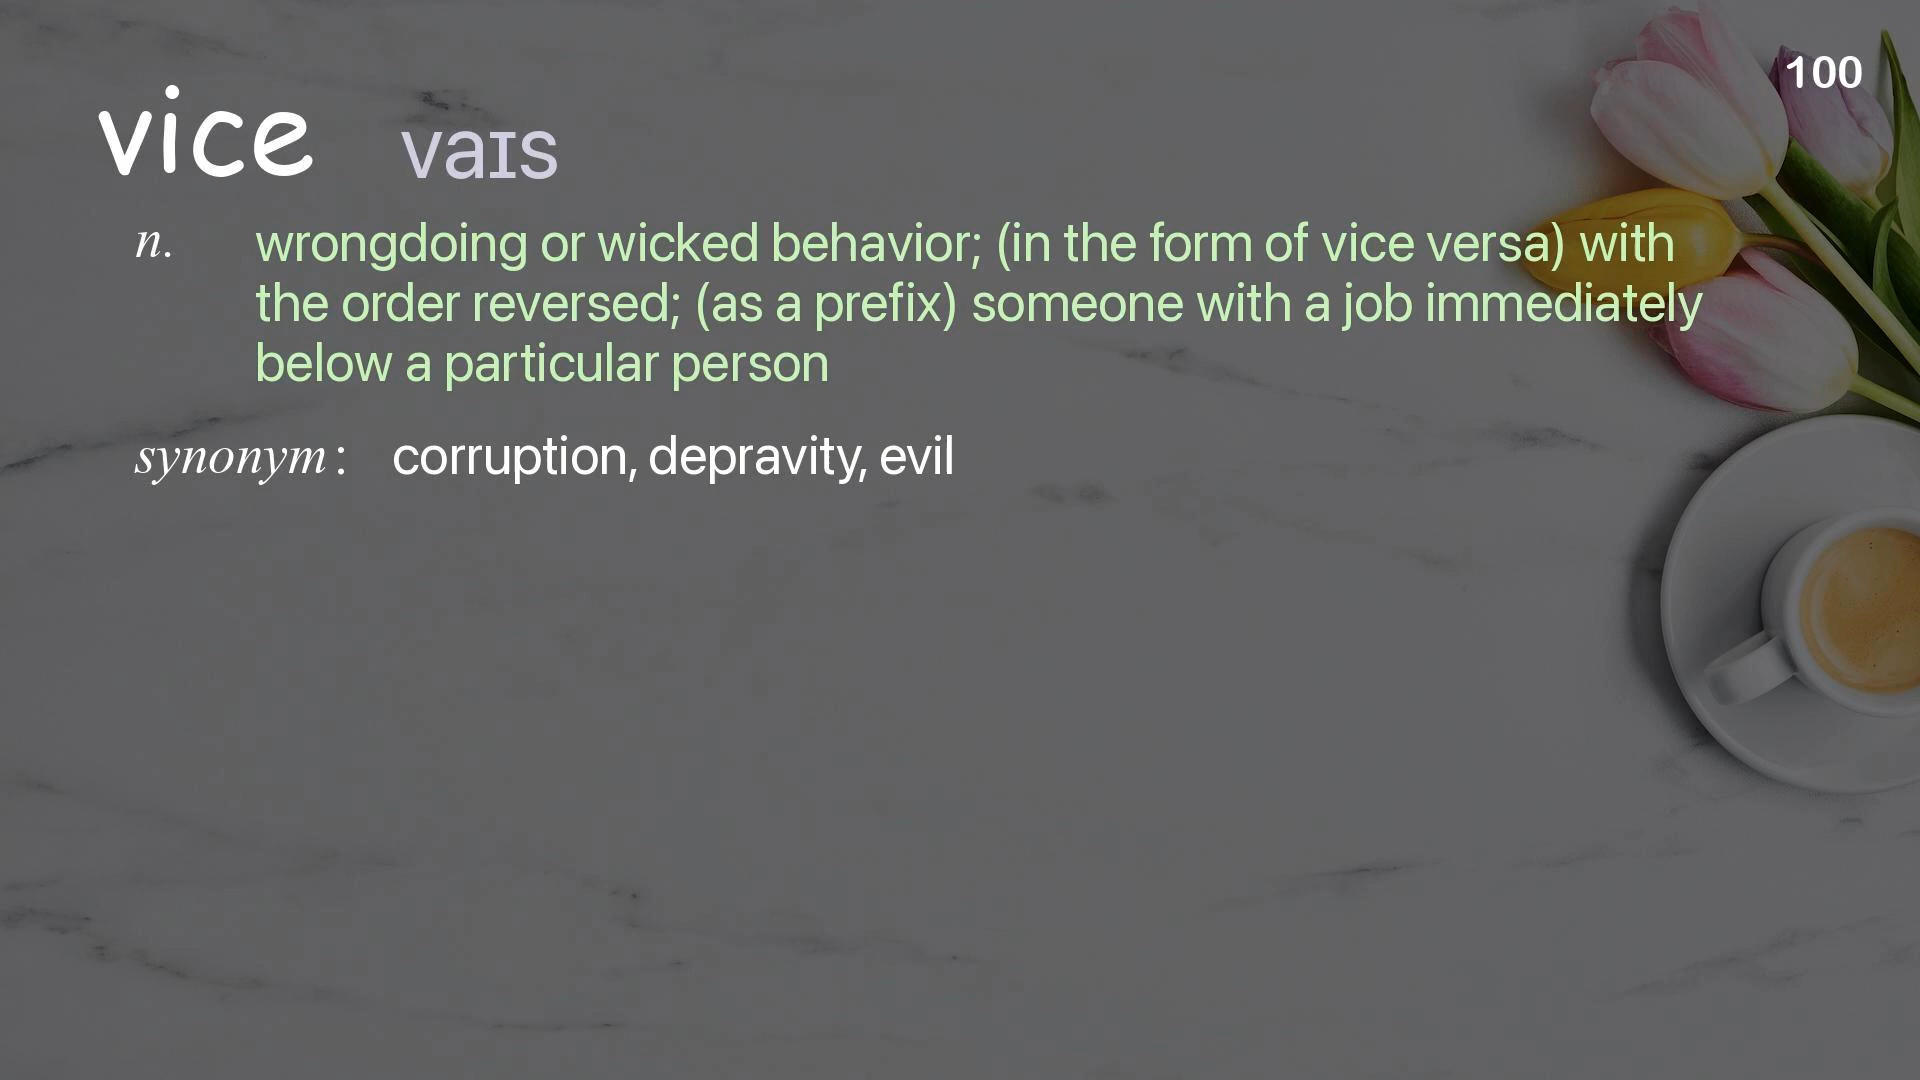 100
vice vaɪs
n. wrongdoing or wicked behavior; (in the form of vice versa) with
the order reversed; (as a prefix) someone with a job immediately
below a particular person
synonym : corruption, depravity, evil